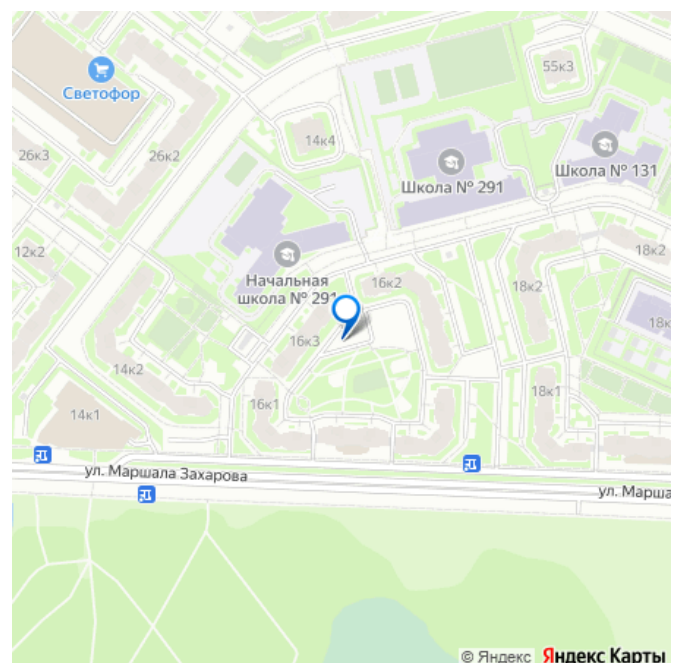 55к3
Светофор
14к4
26к3
26к2
Школа № 131
Школа № 291
12к2
18к2
Начальная
школа № 291
16к2
18к2
18к
16к3
14к2
18к1
16к1
14к1
ул. Маршала Захарова
ул. Марша
© Яндекс Яндекс Карты